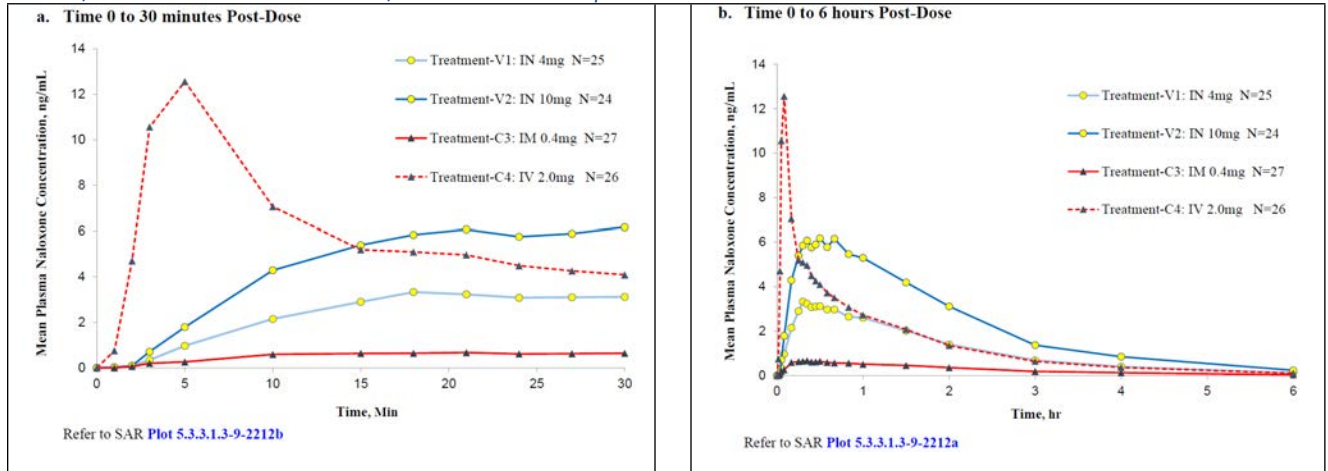 a. Time 0 to 30 minutes Post-Dose
Mean Plasma Naloxone Concentration, ng/mL
14
12
10
8
6
4
2
0
Treatment-V1: IN 4mg N=25
Treatment-V2: IN 10mg N=24
Treatment-C3: IM 0.4mg N=27
Treatment-C4: IV 2.0mg N=26
0 5 10 15 20 25 30
Time, Min
Refer to SAR Plot 5.3.3.1.3-9-2212b
b. Time 0 to 6 hours Post-Dose
Mean Plasma Naloxone Concentration, ng/mL
14
12
10
8
6
4
2
0
Treatment-V1: IN 4mg N=25
Treatment-V2: IN 10mg N=24
Treatment-C3: IM 0.4mg N=27
Treatment-C4: IV 2.0mg N=26
0 1 2 3 4 5 6
Time, hr
Refer to SAR Plot 5.3.3.1.3-9-2212a